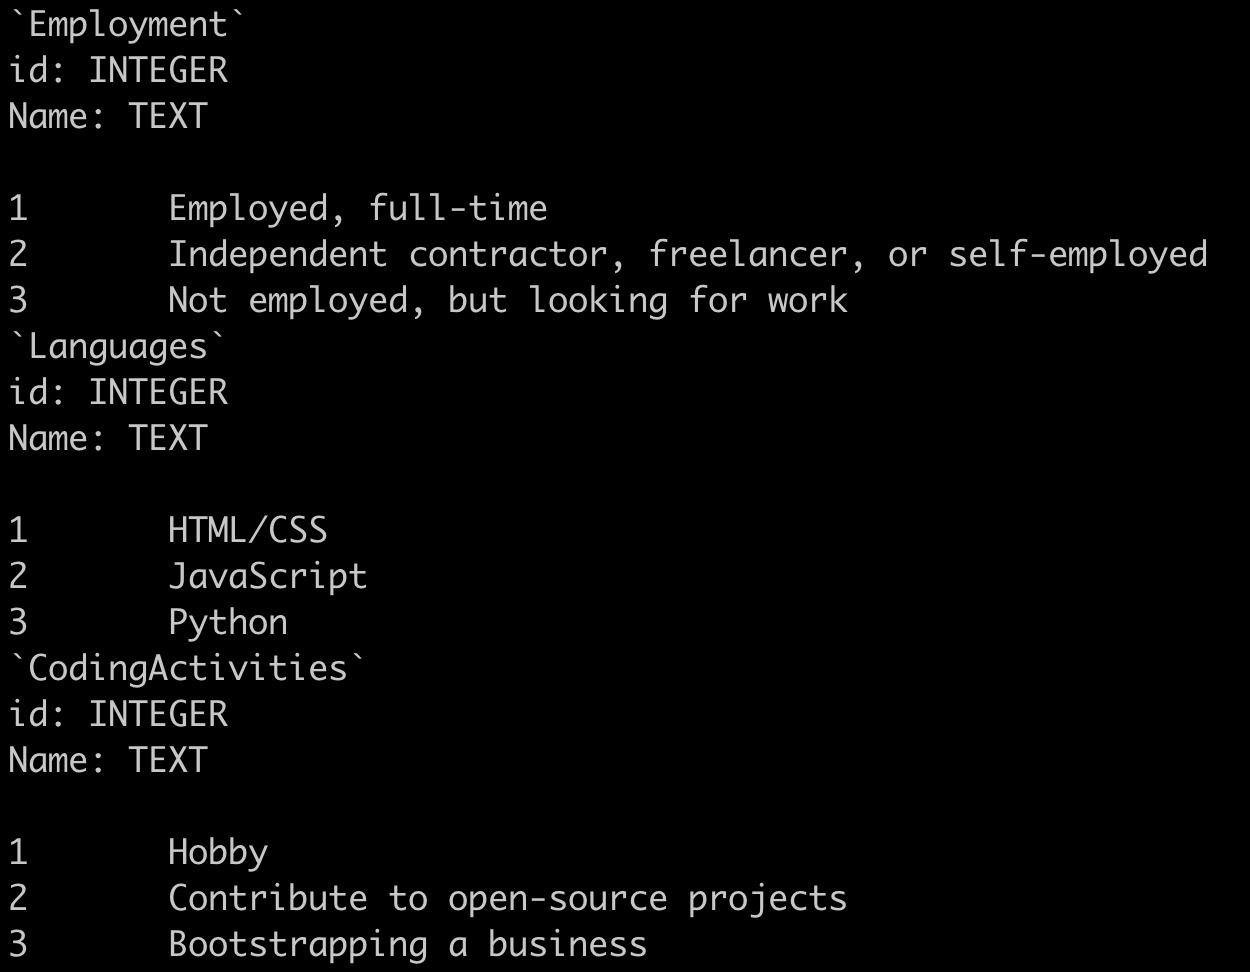 `Employment`
id: INTEGER
Name: TEXT
1 Employed, full-time
2 Independent contractor, freelancer, or self-employed
3 Not employed, but looking for work
`Languages`
id: INTEGER
Name: TEXT
1 HTML/CSS
2 JavaScript
3 Python
`CodingActivities`
id: INTEGER
Name: TEXT
1 Hobby
2 Contribute to open-source projects
3 Bootstrapping a business